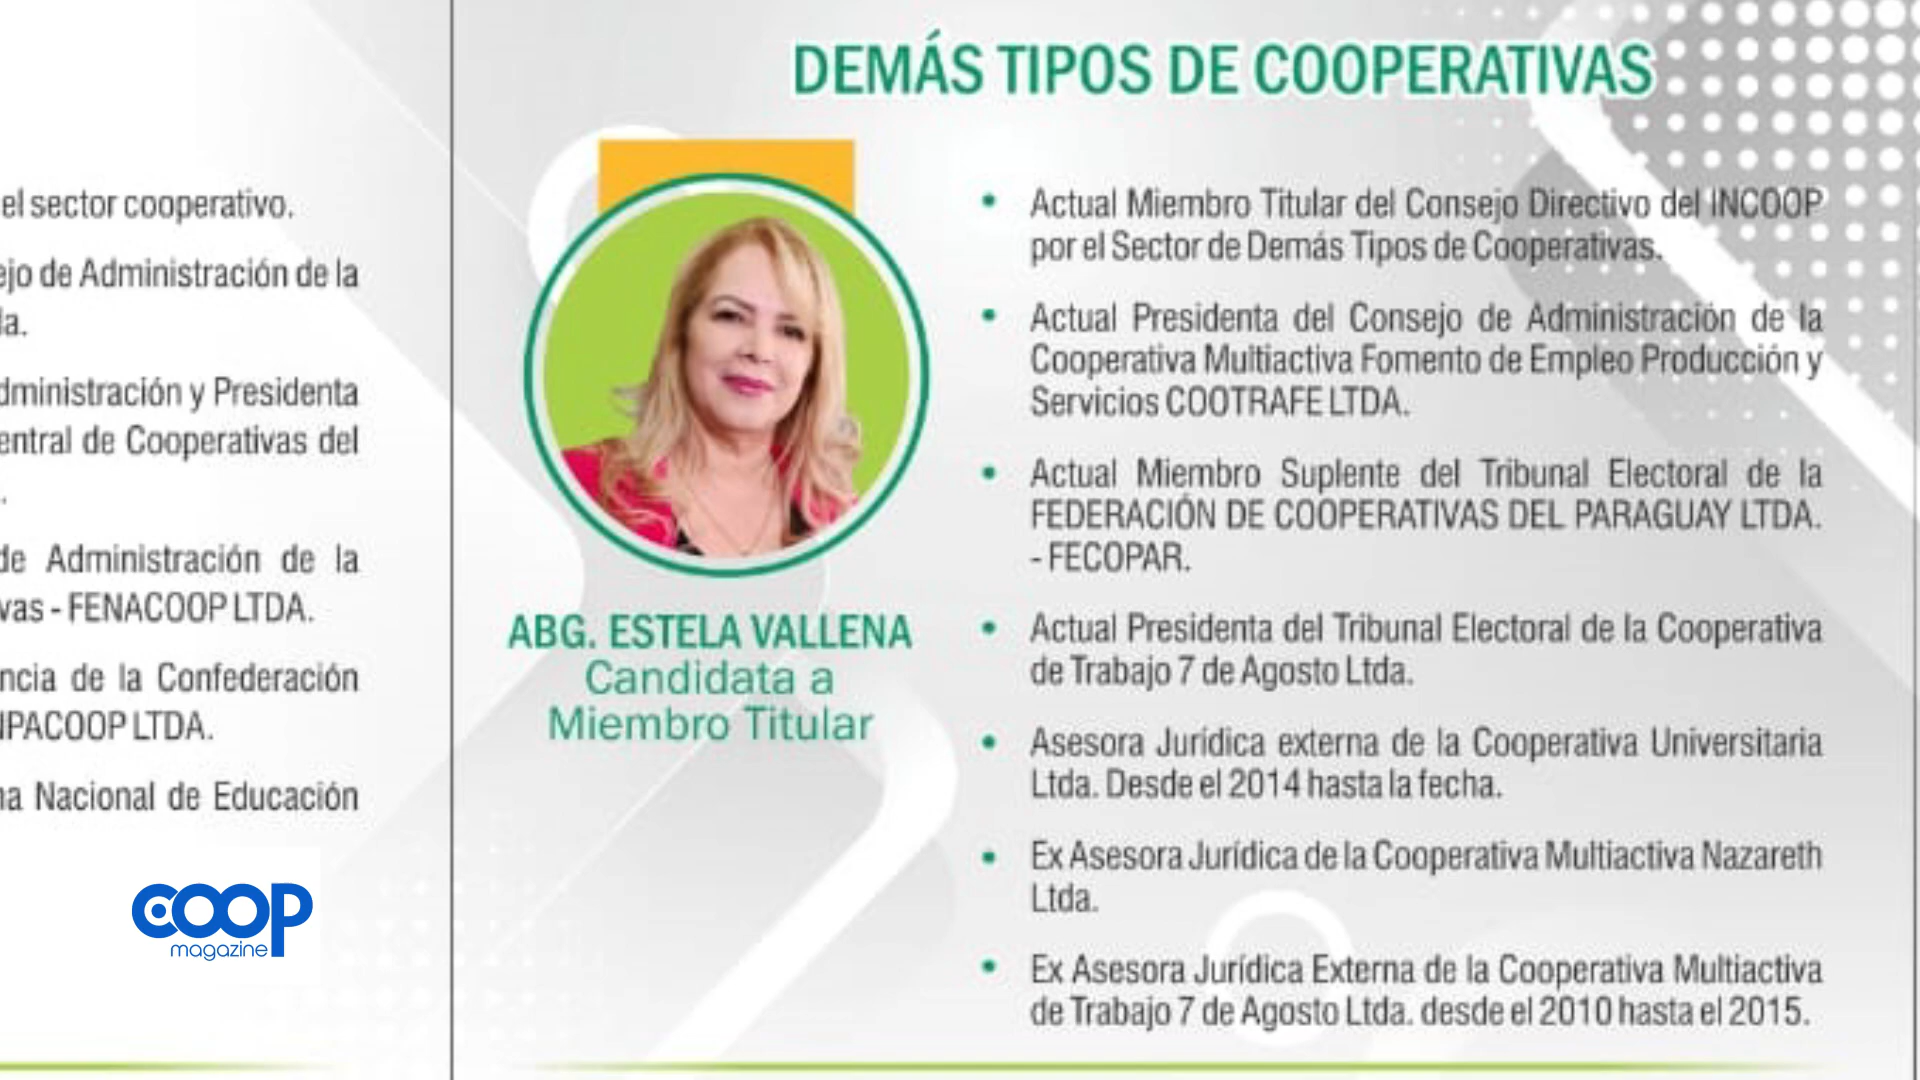 el sector cooperativo.
de Administración de la
dministración y Presidenta
entral de Cooperativas del
de Administración de la
vas - FENACOOP LTDA.
ncia de la Confederación
NPACOOP LTDA.
Nacional de Educación
COOP
magazine
DEMÁS TIPOS DE COOPERATIVAS
ABG. ESTELA VALLENA
Candidata a
Miembro Titular
• Actual Miembro Titular del Consejo Directivo del INCOOP
por el Sector de Demás Tipos de Cooperativas.
• Actual Presidenta del Consejo de Administración de la
Cooperativa Multiactiva Fomento de Empleo Producción y
Servicios COOTRAFE LTDA.
• Actual Miembro Suplente del Tribunal Electoral de la
FEDERACIÓN DE COOPERATIVAS DEL PARAGUAY LTDA.
- FECOPAR.
• Actual Presidenta del Tribunal Electoral de la Cooperativa
de Trabajo 7 de Agosto Ltda.
• Asesora Jurídica externa de la Cooperativa Universitaria
Ltda. Desde el 2014 hasta la fecha.
• Ex Asesora Jurídica de la Cooperativa Multiactiva Nazareth
Ltda.
• Ex Asesora Jurídica Externa de la Cooperativa Multiactiva
de Trabajo 7 de Agosto Ltda. desde el 2010 hasta el 2015.